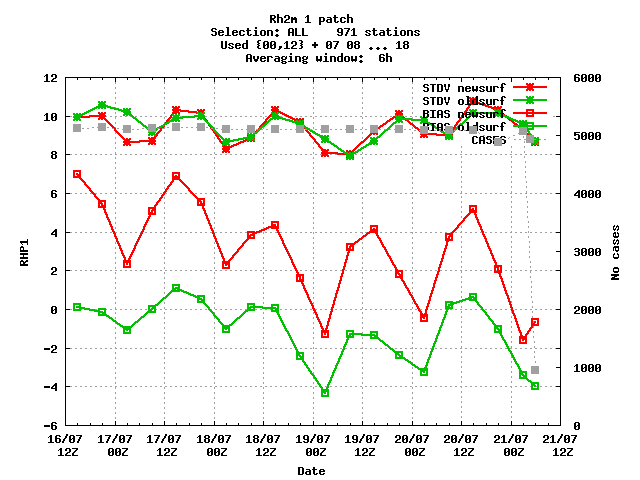 Rh2m 1 patch
Selection: ALL 971 stations
Used {00,12} + 07 08 ... 18
Averaging window: 6h
12 6000
STDV newsurf
STDV oldsurf
10 BIAS newsurf
BIAS oldsurf 5000
CASES
8
6 4000
4
RHP1 No cases
3000
2
0 2000
-2
1000
-4
-6 0
16/07 17/07 17/07 18/07 18/07 19/07 19/07 20/07 20/07 21/07 21/07
12Z 00Z 12Z 00Z 12Z 00Z 12Z 00Z 12Z 00Z 12Z
Date